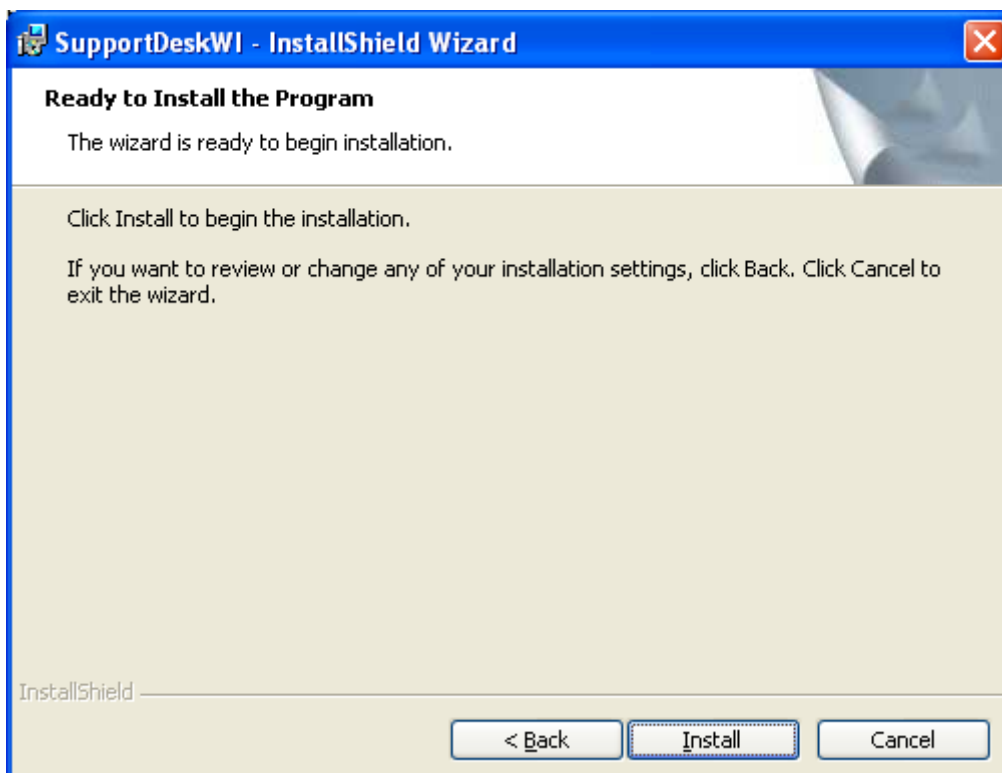 SupportDeskWI - InstallShield Wizard
Ready to Install the Program
The wizard is ready to begin installation.
Click Install to begin the installation.
If you want to review or change any of your installation settings, click Back. Click Cancel to
exit the wizard.
InstallShield
< Back
Install
Cancel